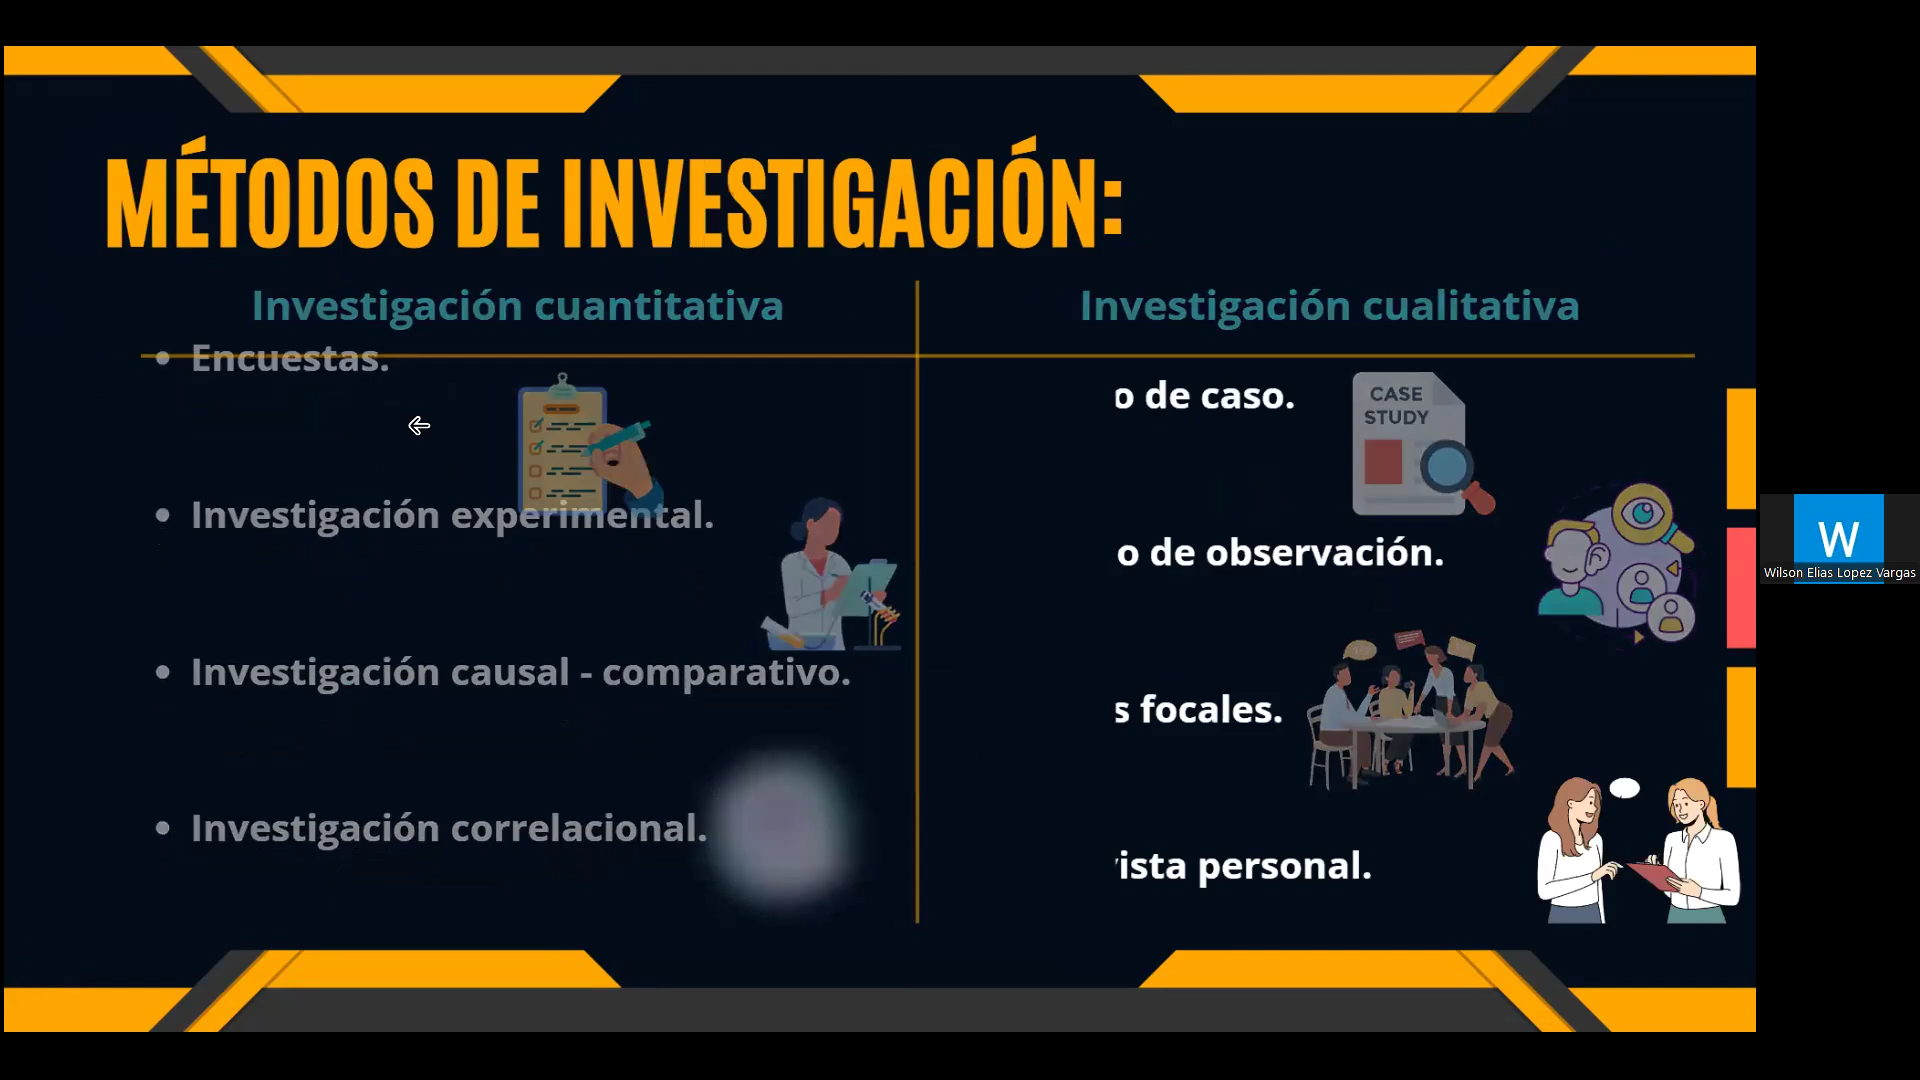 MÉTODOS DE INVESTIGACIÓN:
Investigación cuantitativa
• Encuestas.
• Investigación experimental.
• Investigación causal - comparativo.
• Investigación correlacional.
Investigación cualitativa
o de caso.
CASE
STUDY
o de observación.
s focales.
vista personal.
W
Wilson Elias Lopez Vargas